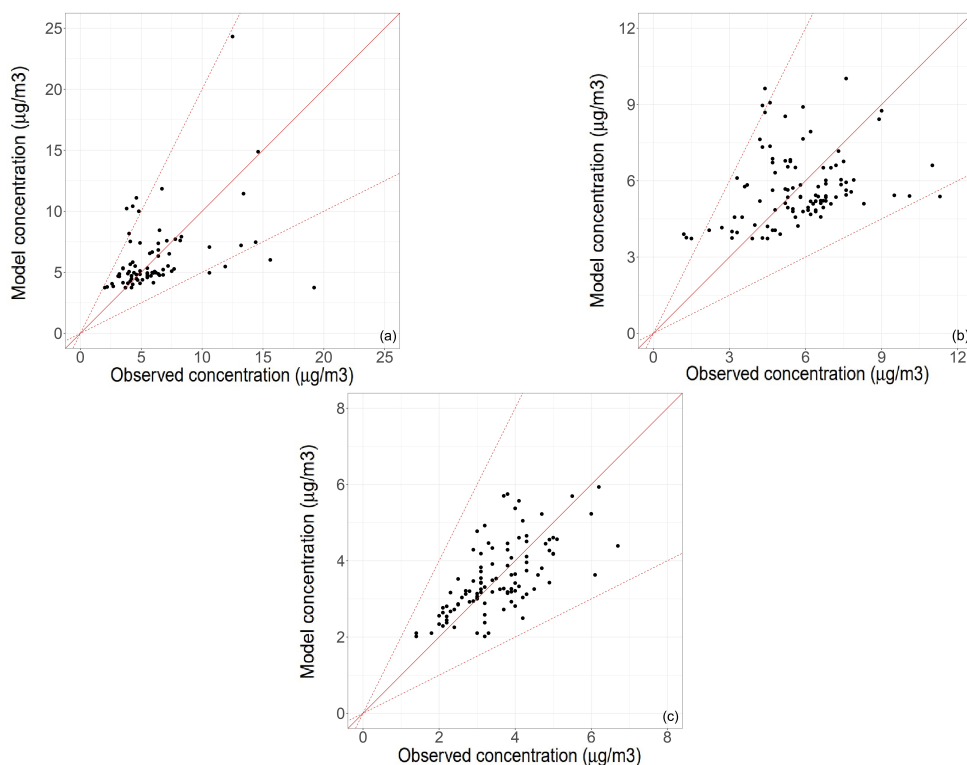 25
20
15
10
5
0
Model concentration (μg/m3)
(a)
0 5 10 15 20 25
Observed concentration (μg/m3)
12
9
6
3
0
Model concentration (μg/m3)
(b)
0 3 6 9 12
Observed concentration (μg/m3)
8
6
4
2
0
Model concentration (μg/m3)
(c)
0 2 4 6 8
Observed concentration (μg/m3)